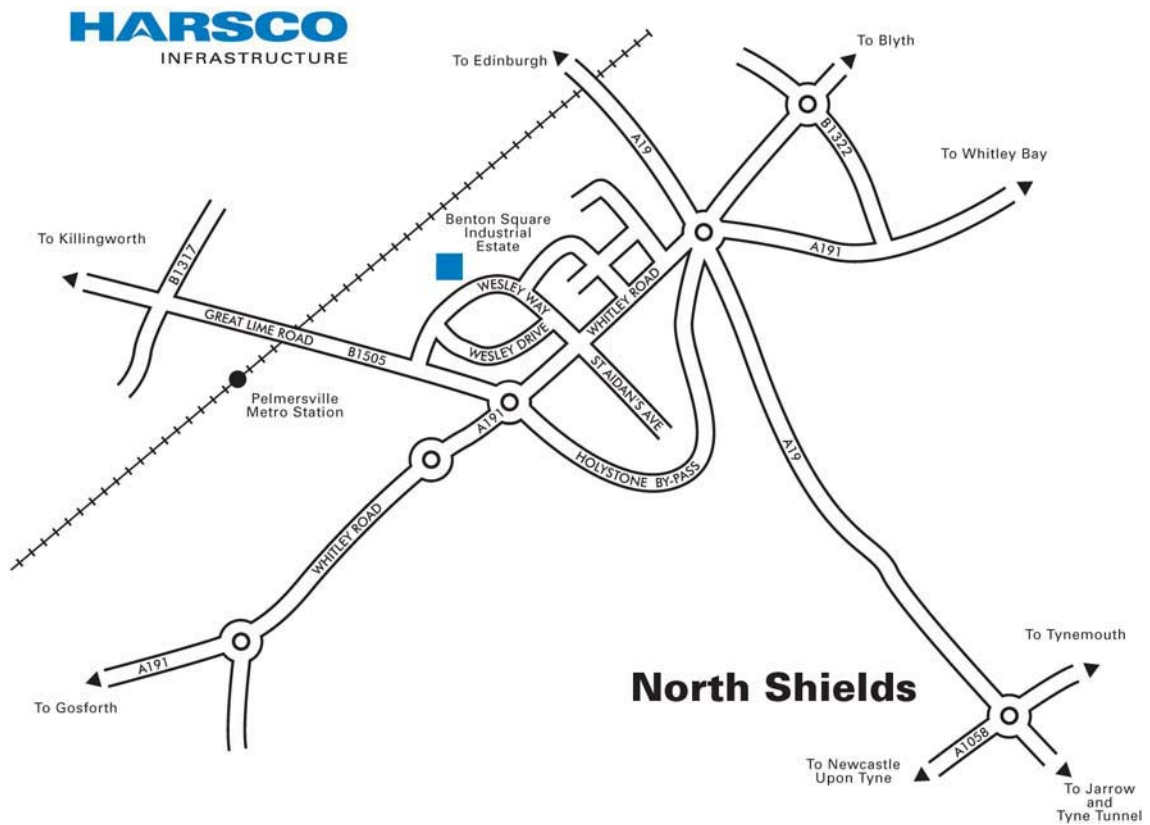 HARSCO
INFRASTRUCTURE
To Edinburgh
To Blyth
A19
B1322
To Whitley Bay
Benton Square
Industrial
Estate
To Killingworth
B1317
A191
WESLEY WAY
WHITLEY ROAD
GREAT LIME ROAD
B1505
WESLEY DRIVE
ST AIDAN'S AVE
Pelmersville
Metro Station
A191
HOLYSTONE BY-PASS
A19
WHITLEY ROAD
A191
To Gosforth
North Shields
To Tynemouth
A1058
To Newcastle
Upon Tyne
To Jarrow
and
Tyne Tunnel